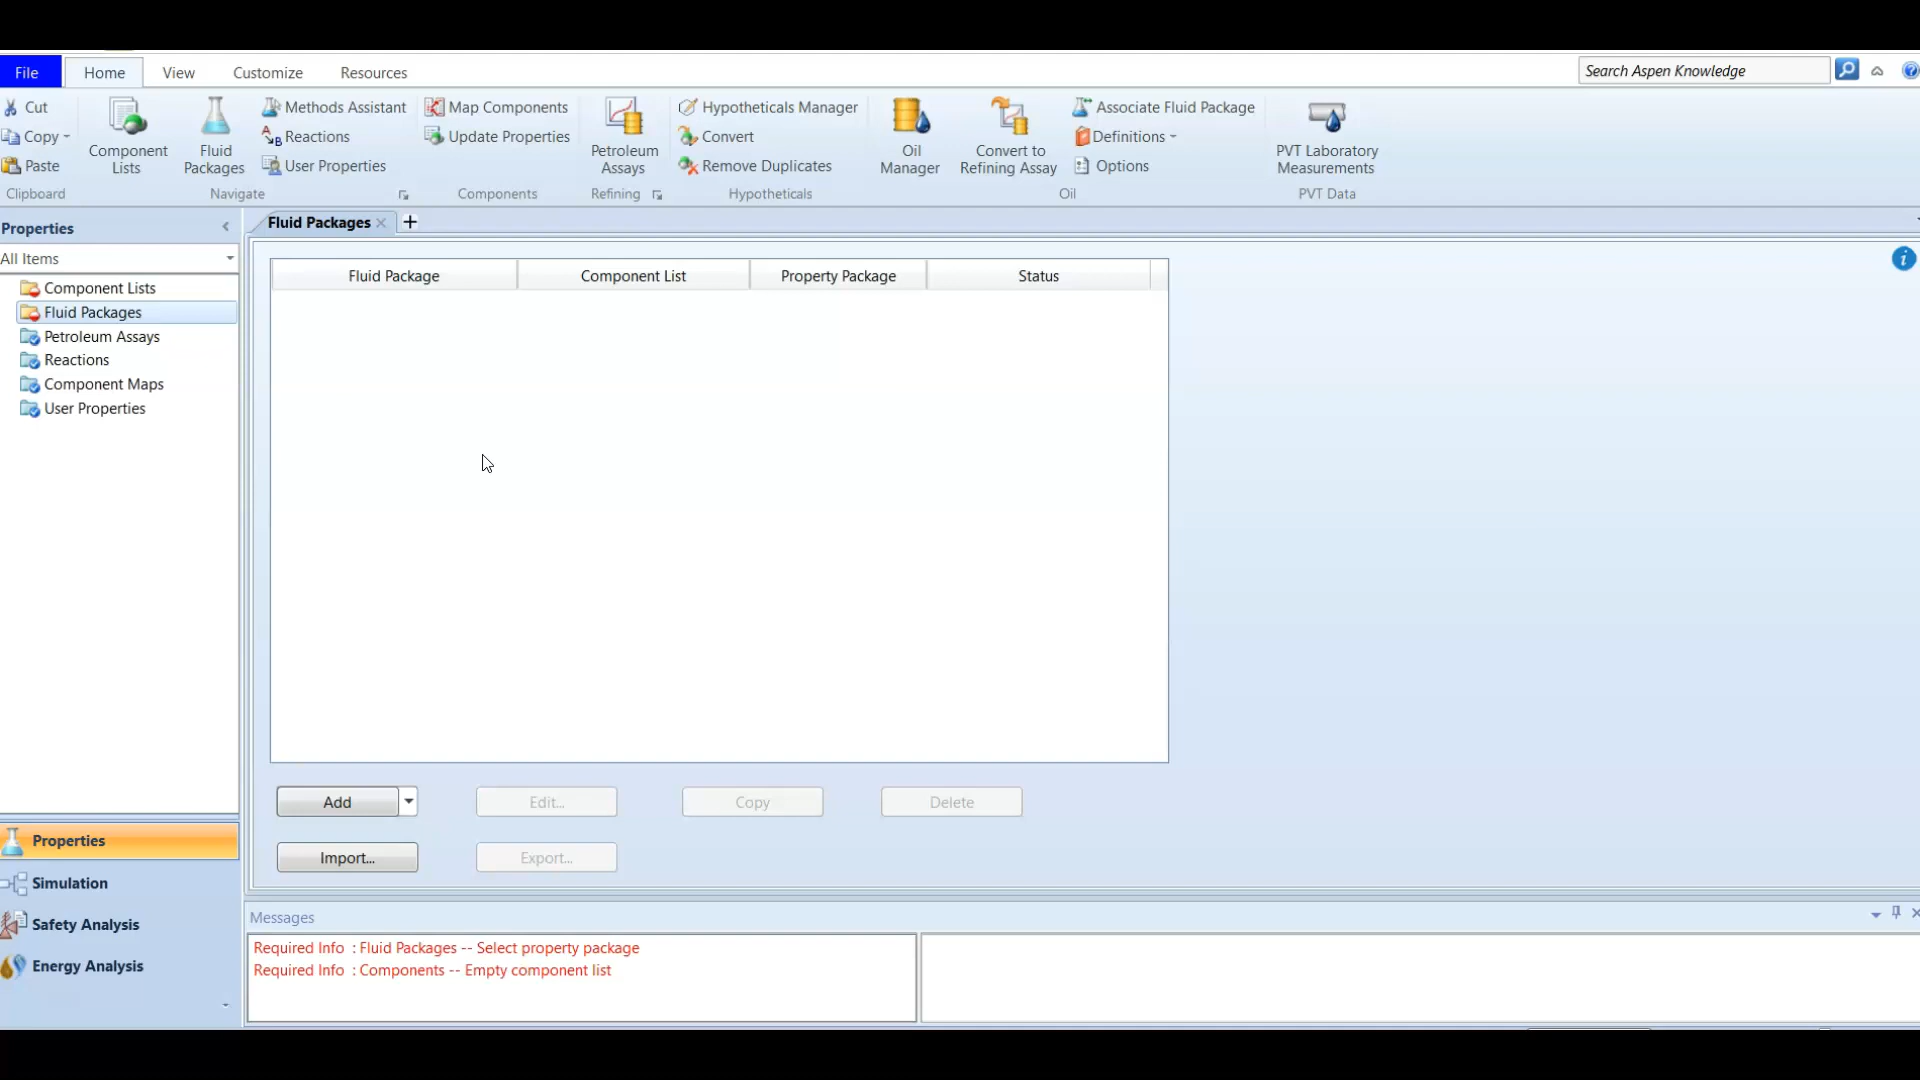 File Home View Customize Resources Search Aspen Knowledge
Cut Methods Assistant Map Components Hypotheticals Manager Associate Fluid Package
Copy Reactions Update Properties Convert Definitions
Paste User Properties Remove Duplicates Options
Component Lists
Fluid Packages
Petroleum Assays
Oil Manager
Convert to Refining Assay
PVT Laboratory Measurements
Clipboard Navigate Components Refining Hypotheticals Oil PVT Data
Properties
All Items
Component Lists
Fluid Packages
Petroleum Assays
Reactions
Component Maps
User Properties
Fluid Packages
Fluid Package Component List Property Package Status
Add Edit... Copy Delete
Import... Export...
Properties
Simulation
Safety Analysis
Energy Analysis
Messages
Required Info : Fluid Packages -- Select property package
Required Info : Components -- Empty component list